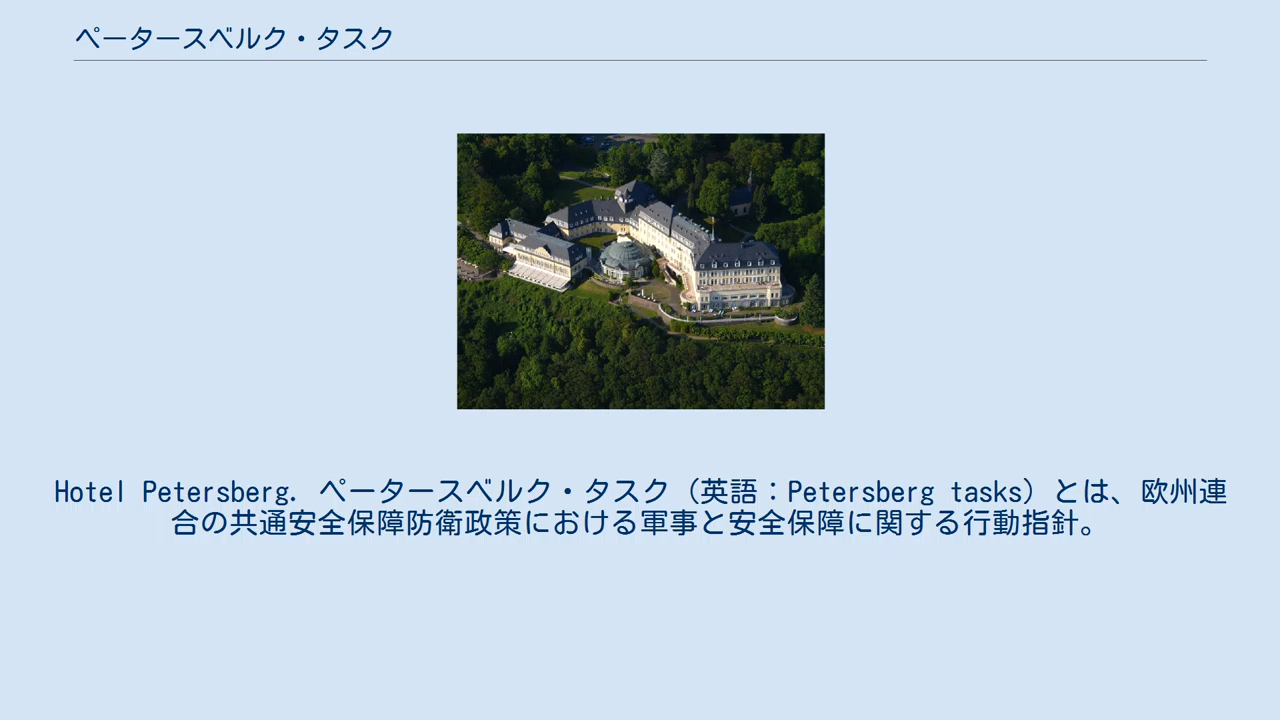 ペータースベルク・タスク
Hotel Petersberg. ペータースベルク・タスク（英語：Petersberg tasks）とは、欧州連
合の共通安全保障防衛政策における軍事と安全保障に関する行動指針。